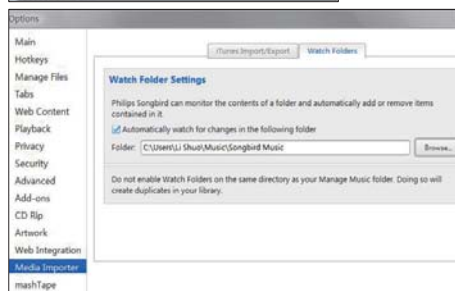 Options
Main
Hotkeys
Manage Files
Tabs
Web Content
Playback
Privacy
Security
Advanced
Add-ons
CD Rip
Artwork
Web Integration
Media Importer
mashTape
iTunes Import/Export Watch Folders
Watch Folder Settings
Philips Songbird can monitor the contents of a folder and automatically add or remove items
contained in it.
Automatically watch for changes in the following folder
Folder: C:\Users\Li Shuo\Music\Songbird Music Browse...
Do not enable Watch Folders on the same directory as your Manage Music folder. Doing so will
create duplicates in your library.